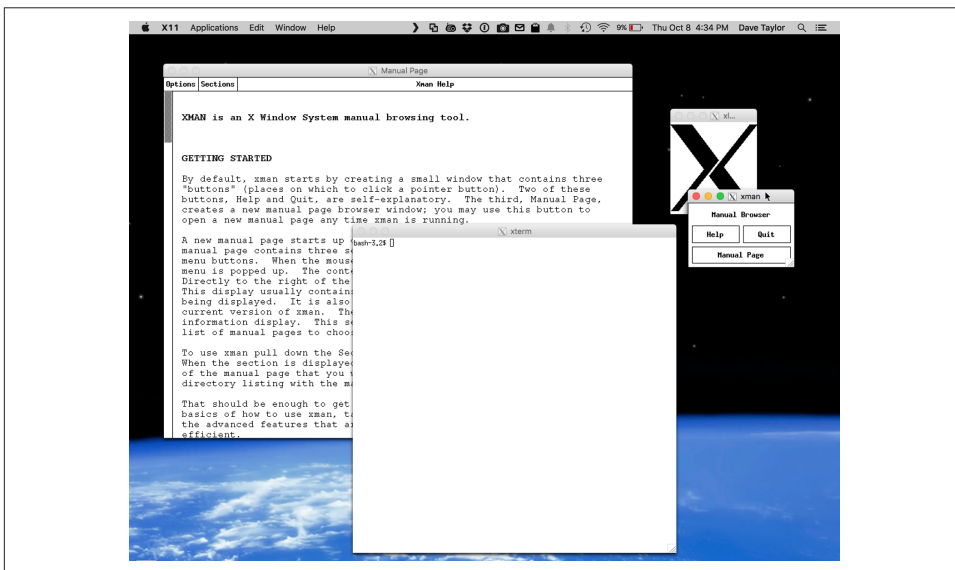 X11 Applications Edit Window Help 9% Thu Oct 8 4:34 PM Dave Taylor
Manual Page
Options Sections Xman Help
XMAN is an X Window System manual browsing tool.
GETTING STARTED
By default, xman starts by creating a small window that contains three
"buttons" (places on which to click a pointer button). Two of these
buttons, Help and Quit, are self-explanatory. The third, Manual Page,
creates a new manual page browser window; you may use this button to
open a new manual page any time xman is running.
A new manual page starts up
manual page contains three
menu buttons. When the mouse
menu is popped up. The
Directly to the right of the
This display usually contains
being displayed. It is also
current version of xman.
information display. This
list of manual pages to
To use xman pull down the
When the section is displayed
of the manual page that you
directory listing with the
That should be enough to get
basics of how to use xman,
the advanced features that
efficient.
xl...
xman
Manual Browser
Help Quit
Manual Page
xterm
bash-3.2$